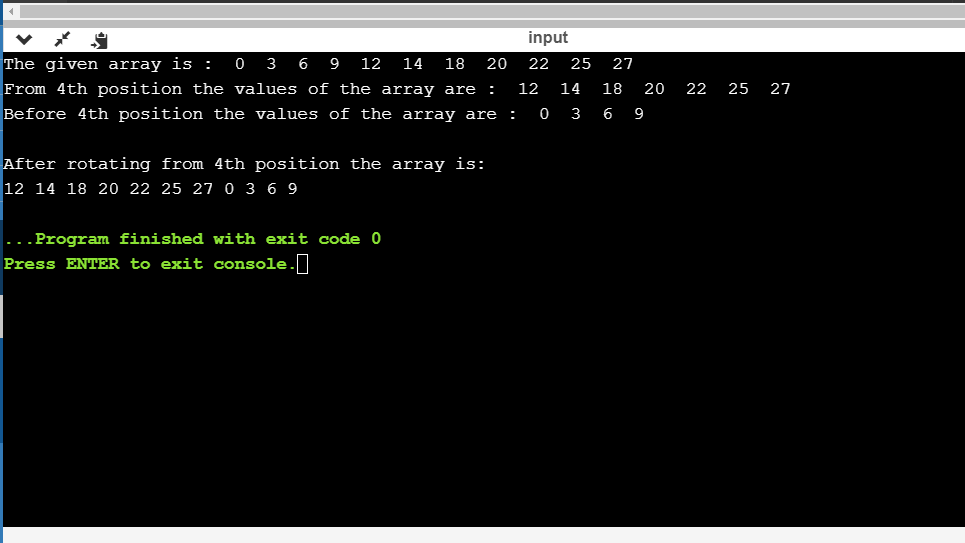 input
The given array is :  0  3  6  9  12  14  18  20  22  25  27
From 4th position the values of the array are :  12  14  18  20  22  25  27
Before 4th position the values of the array are :  0  3  6  9
After rotating from 4th position the array is:
12 14 18 20 22 25 27 0 3 6 9
...Program finished with exit code 0
Press ENTER to exit console.